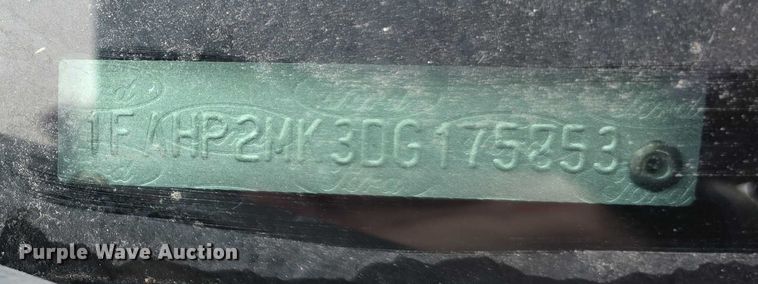 1FAHP2MK3DG175853
Purple Wave Auction